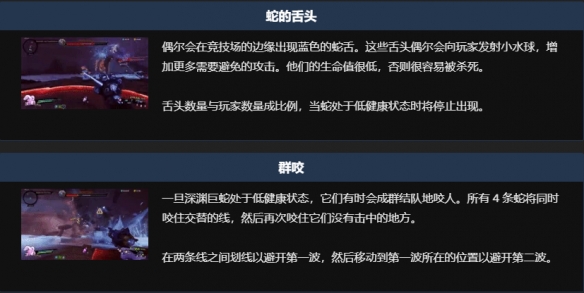 蛇的舌头
偶尔会在竞技场的边缘出现蓝色的蛇舌。这些舌头偶尔会向玩家发射小水球，增
加更多需要避免的攻击。他们的生命值很低，否则很容易被杀死。
舌头数量与玩家数量成比例，当蛇处于低健康状态时将停止出现。
群咬
一旦深渊巨蛇处于低健康状态，它们有时会成群结队地咬人。所有 4 条蛇将同时
咬住交替的线，然后再次咬住它们没有击中的地方。
在两条线之间划线以避开第一波，然后移动到第一波所在的位置以避开第二波。